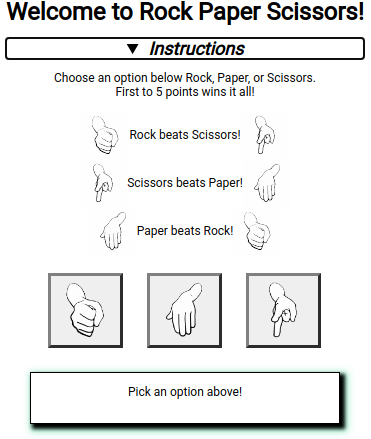 Welcome to Rock Paper Scissors!
▼ Instructions
Choose an option below Rock, Paper, or Scissors.
First to 5 points wins it all!
Rock beats Scissors!
Scissors beats Paper!
Paper beats Rock!
Pick an option above!